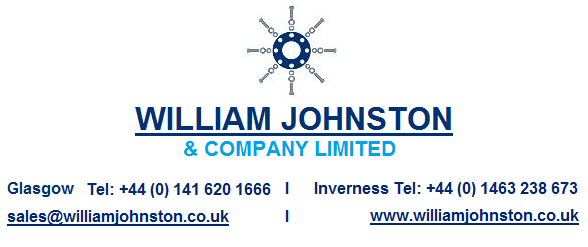 WILLIAM JOHNSTON
& COMPANY LIMITED
Glasgow Tel: +44 (0) 141 620 1666 I Inverness Tel: +44 (0) 1463 238 673
sales@williamjohnston.co.uk I www.williamjohnston.co.uk